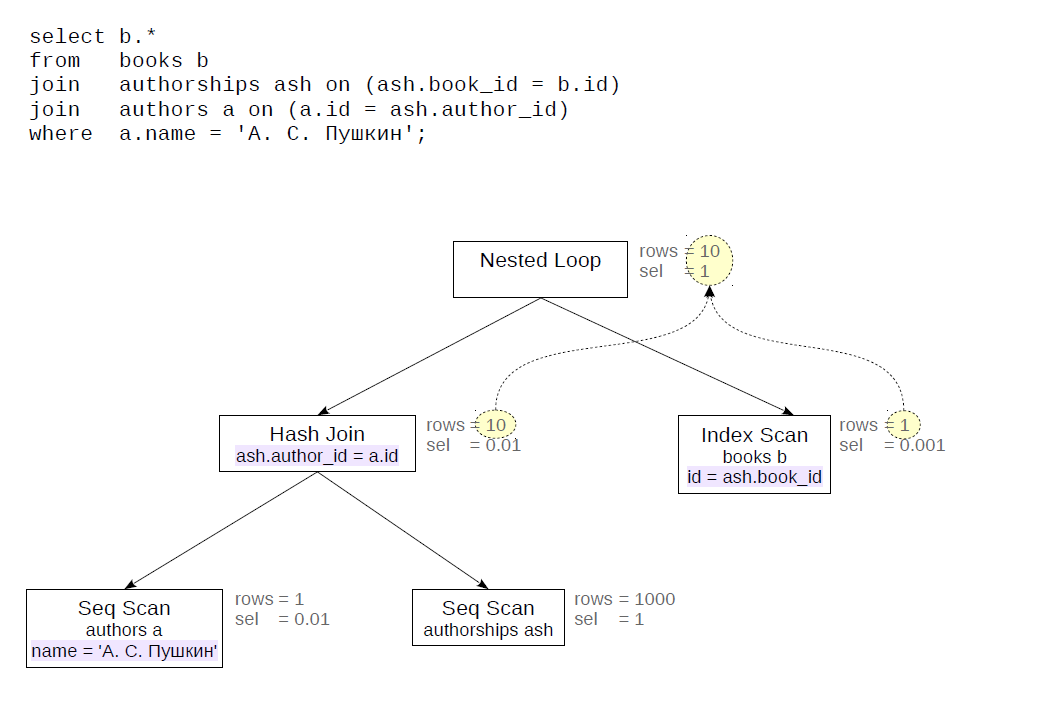 select b.*
from   books b
join   authorships ash on (ash.book_id = b.id)
join   authors a on (a.id = ash.author_id)
where  a.name = 'А. С. Пушкин';
Nested Loop
rows = 10
sel = 1
Hash Join
ash.author_id = a.id
rows = 10
sel = 0.01
Index Scan
books b
id = ash.book_id
rows = 1
sel = 0.001
Seq Scan
authors a
name = 'А. С. Пушкин'
rows = 1
sel = 0.01
Seq Scan
authorships ash
rows = 1000
sel = 1